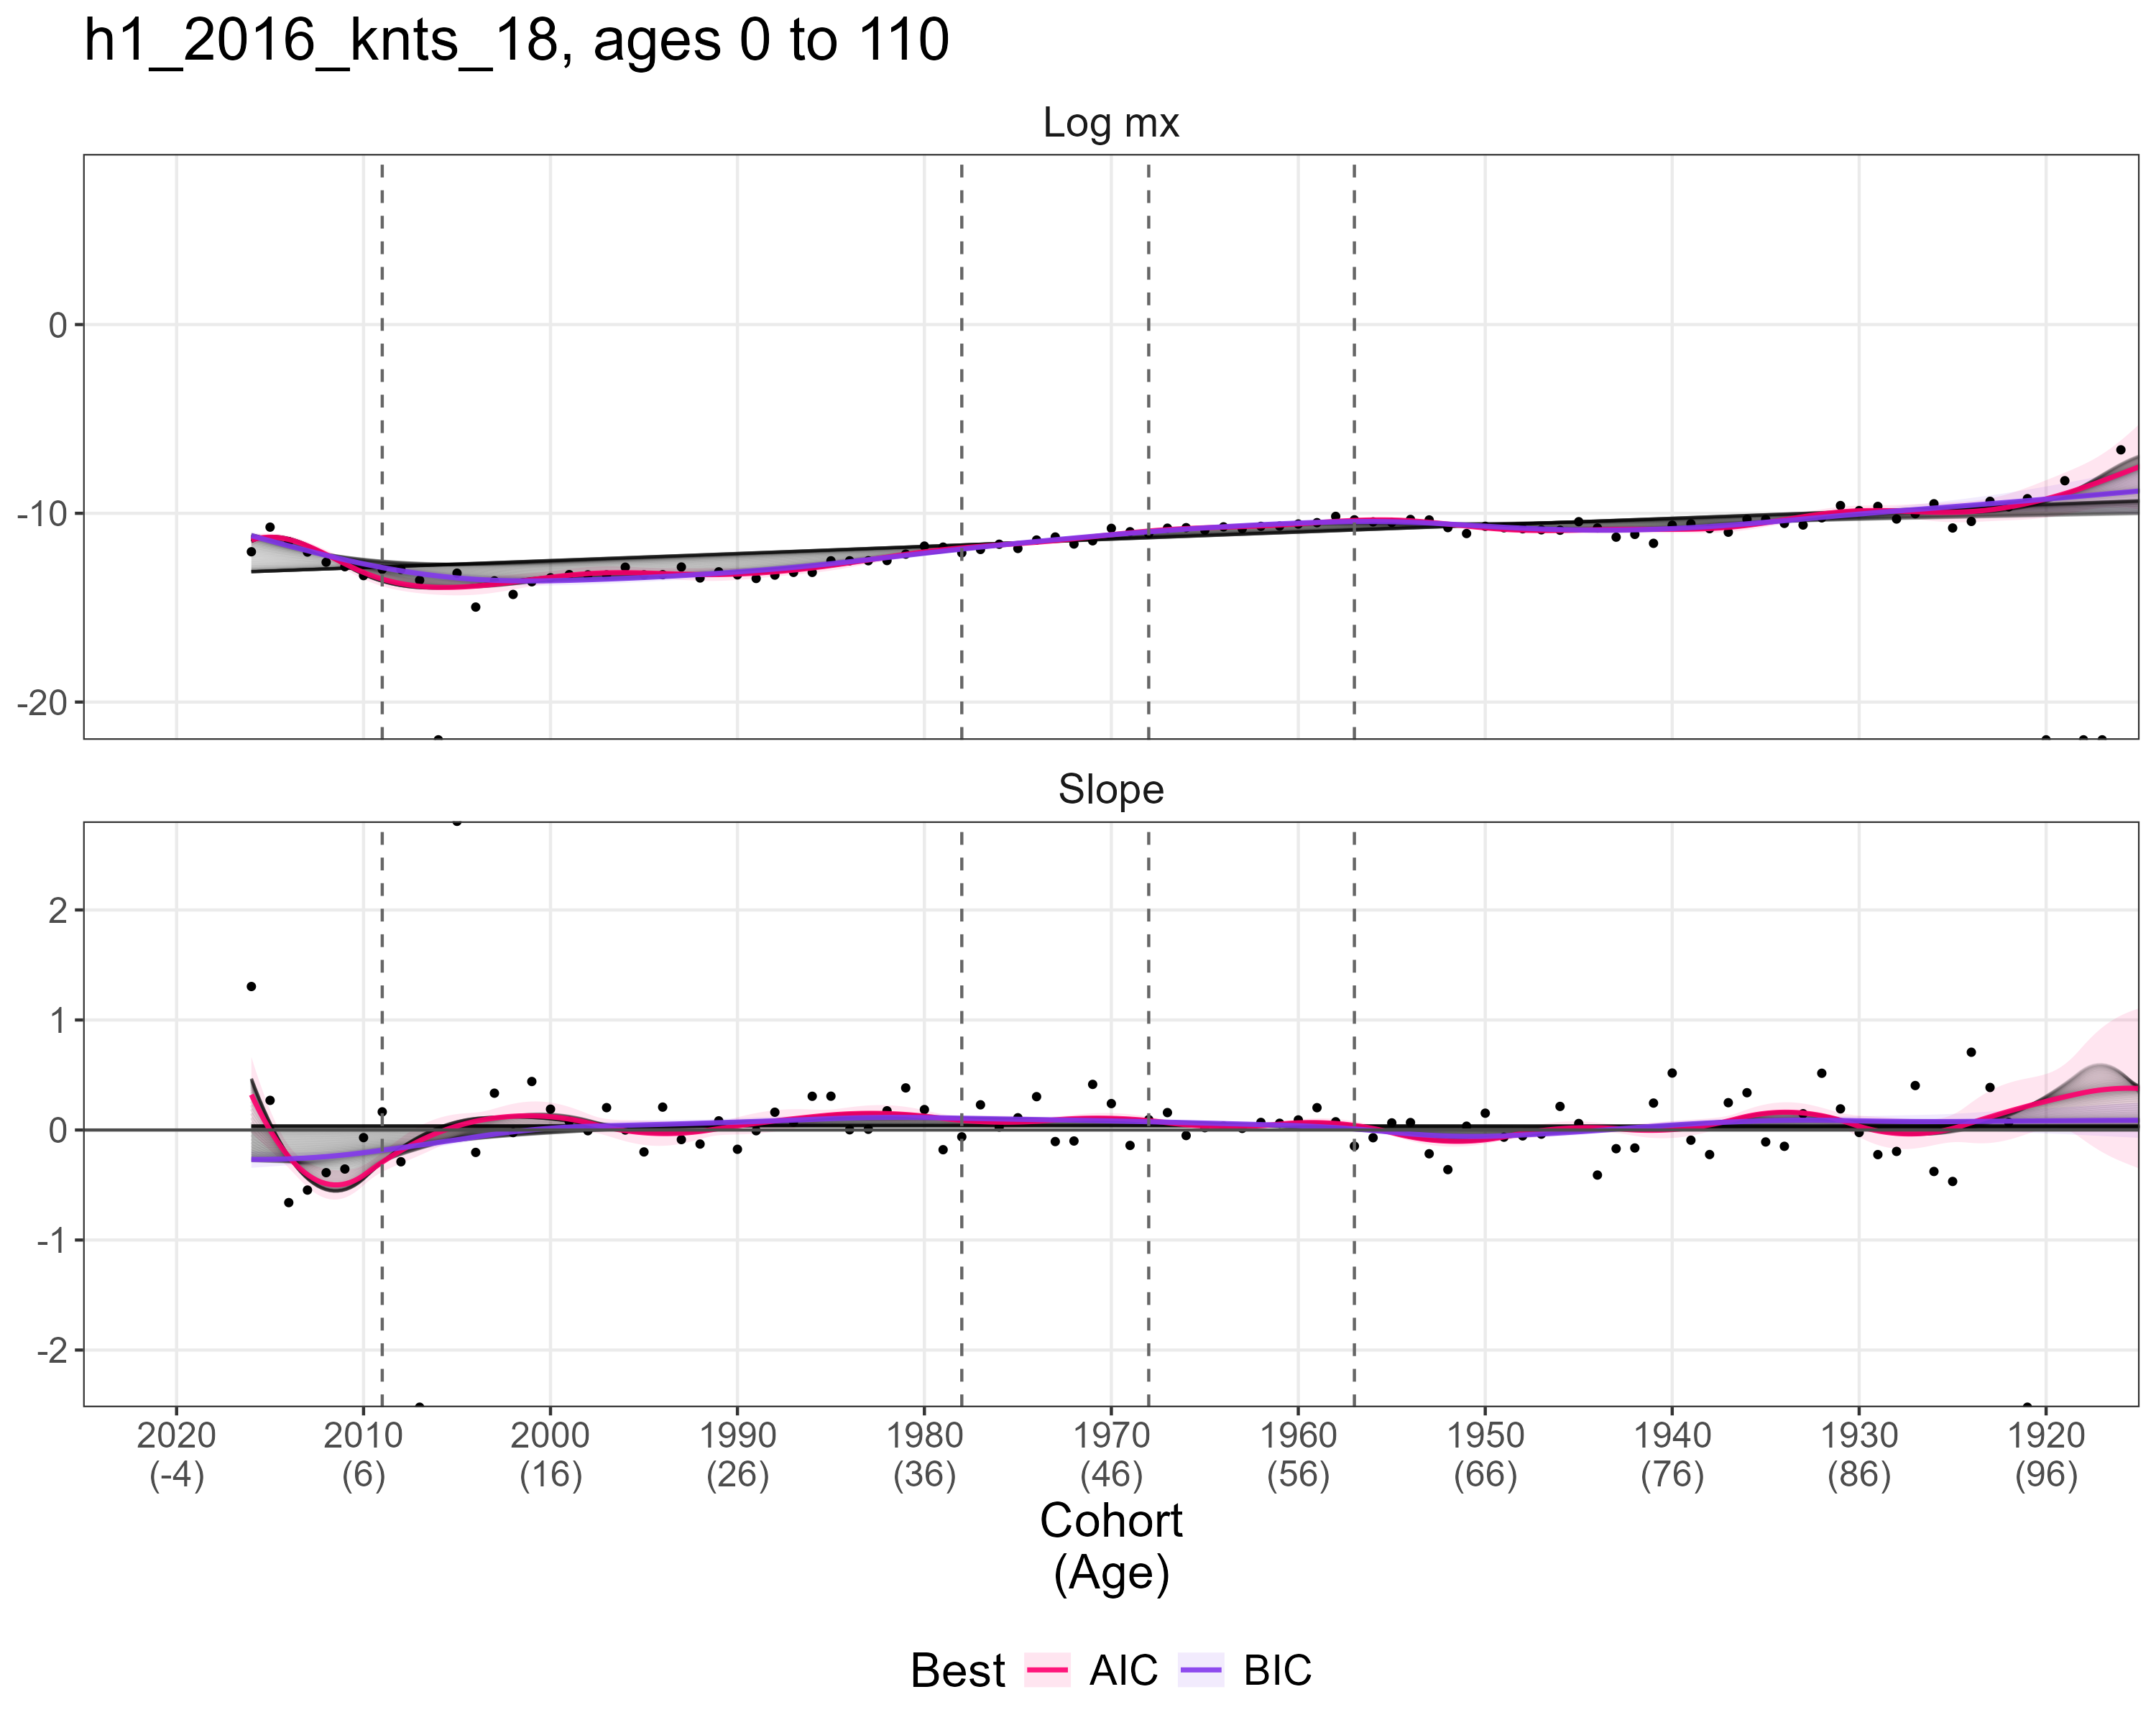 h1_2016_knts_18, ages 0 to 110
Log mx
0
-10
-20
Slope
2
1
0
-1
-2
2020 2010 2000 1990 1980 1970 1960 1950 1940 1930 1920
(-4) (6) (16) (26) (36) (46) (56) (66) (76) (86) (96)
Cohort
(Age)
Best AIC BIC